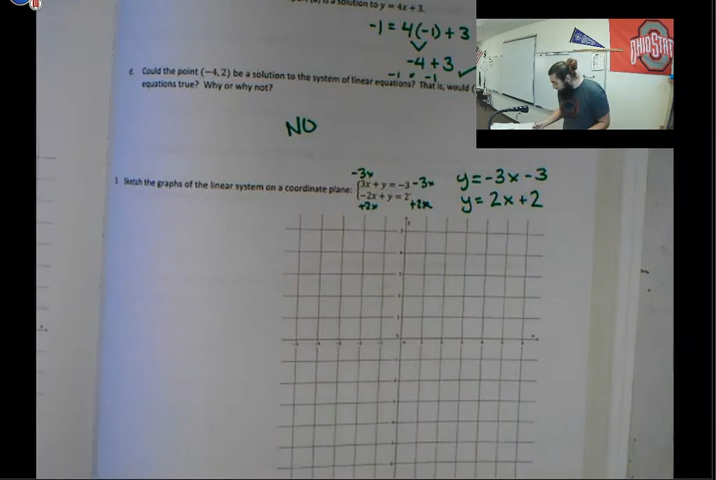 is a solution to y = 4x + 3.
-1 = 4(-1) + 3
-4 + 3
-1 = -1 ✓
d. Could the point (−4, 2) be a solution to the system of linear equations? That is, would
equations true? Why or why not?
NO
OHIO STATE
-3x -3x
Sketch the graphs of the linear system on a coordinate plane: {3x + y = −3
y=-3x-3
−2x + y = 2
y=2x+2
+2x +2x